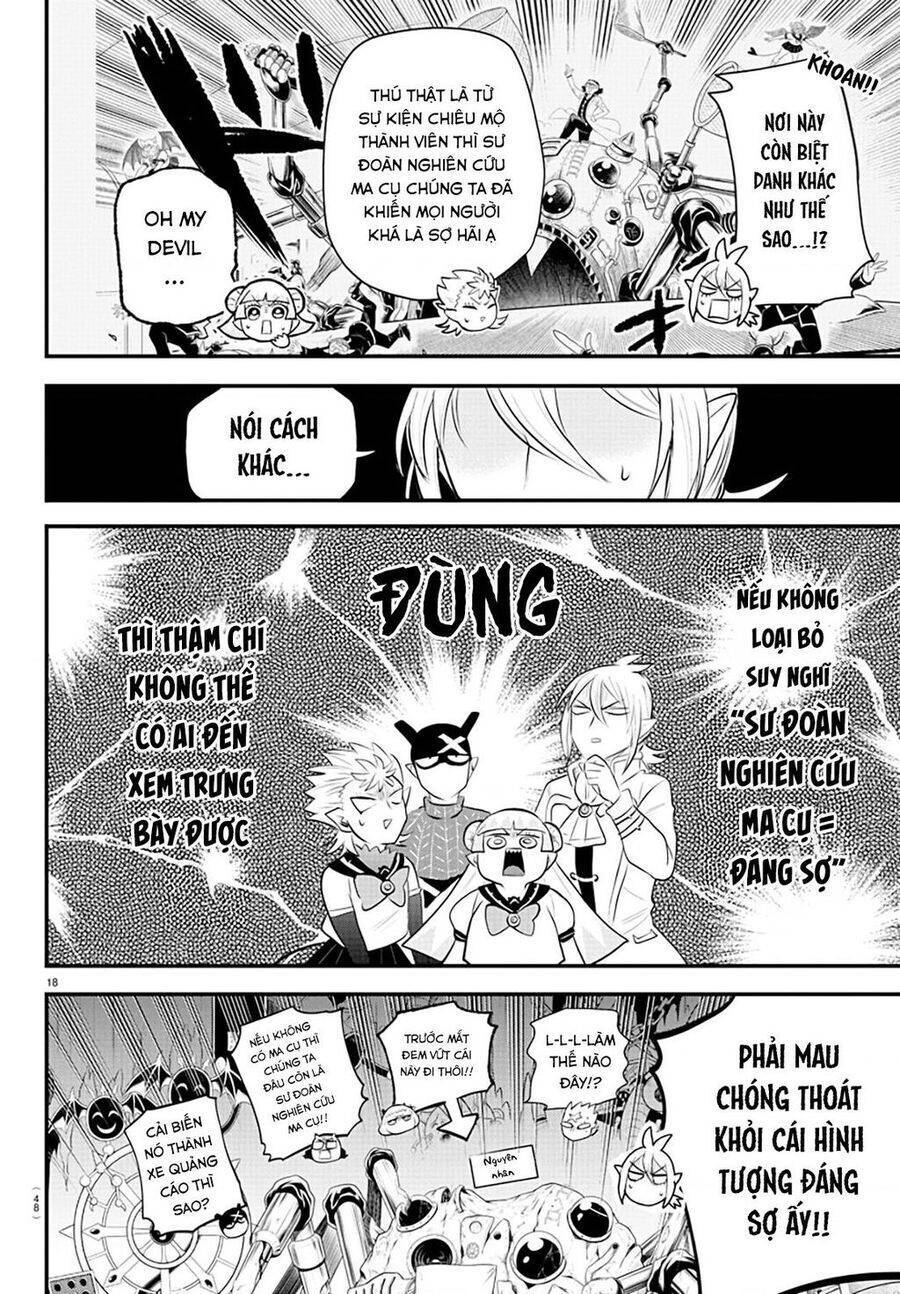 KHOAN!!
NƠI NÀY
CÒN BIỆT
DANH KHÁC
NHƯ THẾ
SAO...!?
THÚ THẬT LÀ TỪ
SỰ KIỆN CHIÊU MỘ
THÀNH VIÊN THÌ SƯ
ĐOÀN NGHIÊN CỨU
MA CỤ CHÚNG TA ĐÃ
KHIẾN MỌI NGƯỜI
KHÁ LÀ SỢ HÃI Ạ
OH MY
DEVIL
...
NÓI CÁCH
KHÁC...
NẾU KHÔNG
LOẠI BỎ
SUY NGHĨ
“SƯ ĐOÀN
NGHIÊN CỨU
MA CỤ =
ĐÁNG SỢ”
ĐÙNG
THÌ THẬM CHÍ
KHÔNG THỂ
CÓ AI ĐẾN
XEM TRƯNG
BÀY ĐƯỢC
18
PHẢI MAU
CHÓNG THOÁT
KHỎI CÁI HÌNH
TƯỢNG ĐÁNG
SỢ ẤY!!
L-L-L-LÀM
THẾ NÀO
ĐÂY!?
TRƯỚC MẮT
ĐEM VỨT CÁI
NÀY ĐI THÔI!!
Nguyên
nhân
NẾU KHÔNG
CÓ MA CỤ THÌ
CHÚNG TA
ĐÂU CÒN LÀ
SƯ ĐOÀN
NGHIÊN CỨU
MA CỤ!!
CẢI BIẾN
NÓ THÀNH
XE QUẢNG
CÁO THÌ
SAO?
(48)